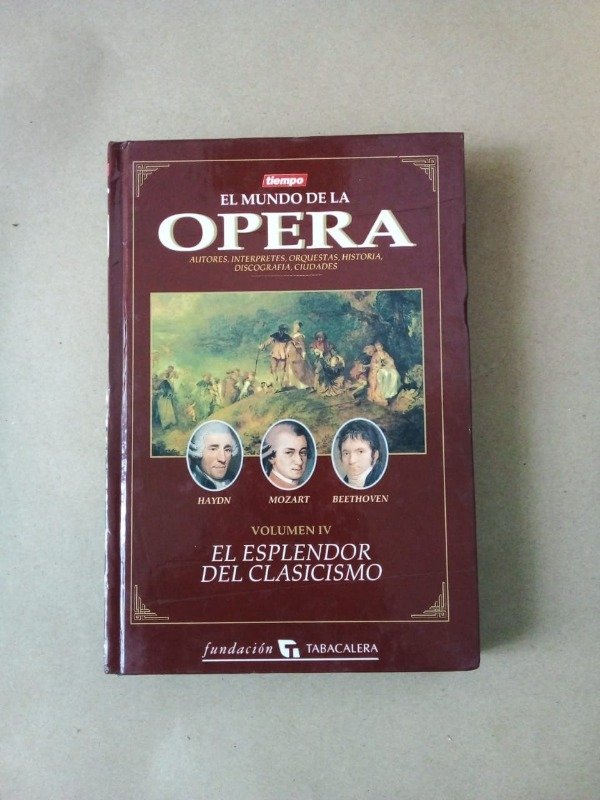 tiempo
EL MUNDO DE LA
OPERA
AUTORES, INTERPRETES, ORQUESTAS, HISTORIA,
DISCOGRAFIA, CIUDADES
HAYDN MOZART BEETHOVEN
VOLUMEN IV
EL ESPLENDOR
DEL CLASICISMO
fundación TABACALERA